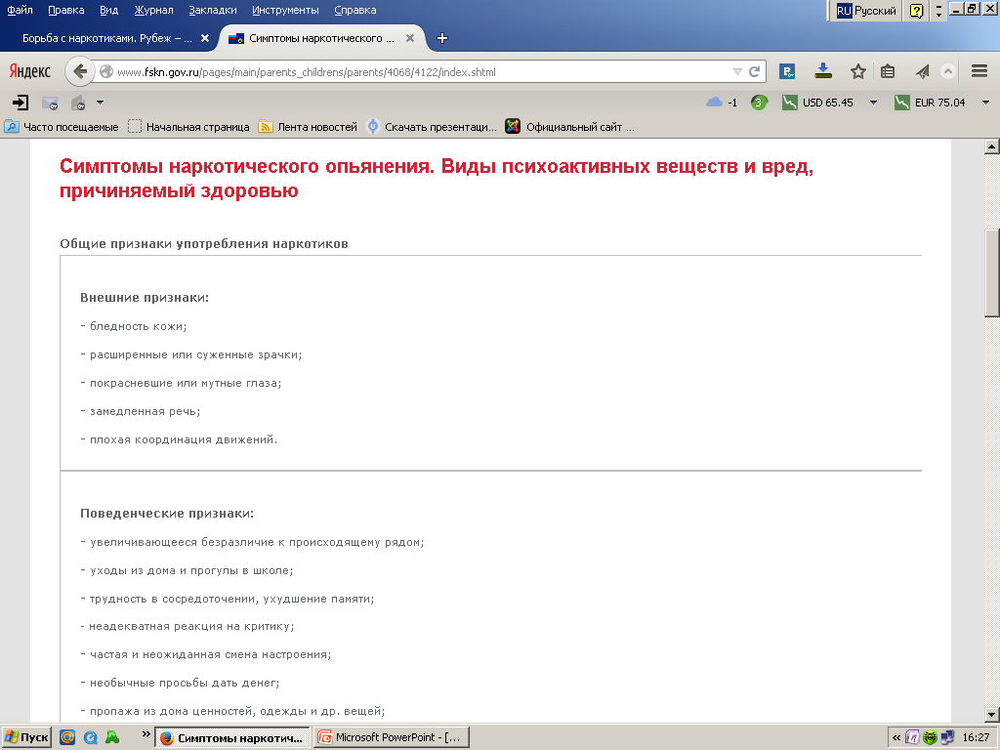 Файл Правка Вид Журнал Закладки Инструменты Справка
RU Русский
Борьба с наркотиками. Рубеж – ...
Симптомы наркотического ...
Яндекс
www.fskn.gov.ru/pages/main/parents_childrens/parents/4068/4122/index.shtml
-1 3 USD 65.45 EUR 75.04
Часто посещаемые Начальная страница Лента новостей Скачать презентаци... Официальный сайт ...
Симптомы наркотического опьянения. Виды психоактивных веществ и вред,
причиняемый здоровью
Общие признаки употребления наркотиков
Внешние признаки:
- бледность кожи;
- расширенные или суженные зрачки;
- покрасневшие или мутные глаза;
- замедленная речь;
- плохая координация движений.
Поведенческие признаки:
- увеличивающееся безразличие к происходящему рядом;
- уходы из дома и прогулы в школе;
- трудность в сосредоточении, ухудшение памяти;
- неадекватная реакция на критику;
- частая и неожиданная смена настроения;
- необычные просьбы дать денег;
- пропажа из дома ценностей, одежды и др. вещей;
Пуск
Симптомы наркотич...
Microsoft PowerPoint - [...
16:27